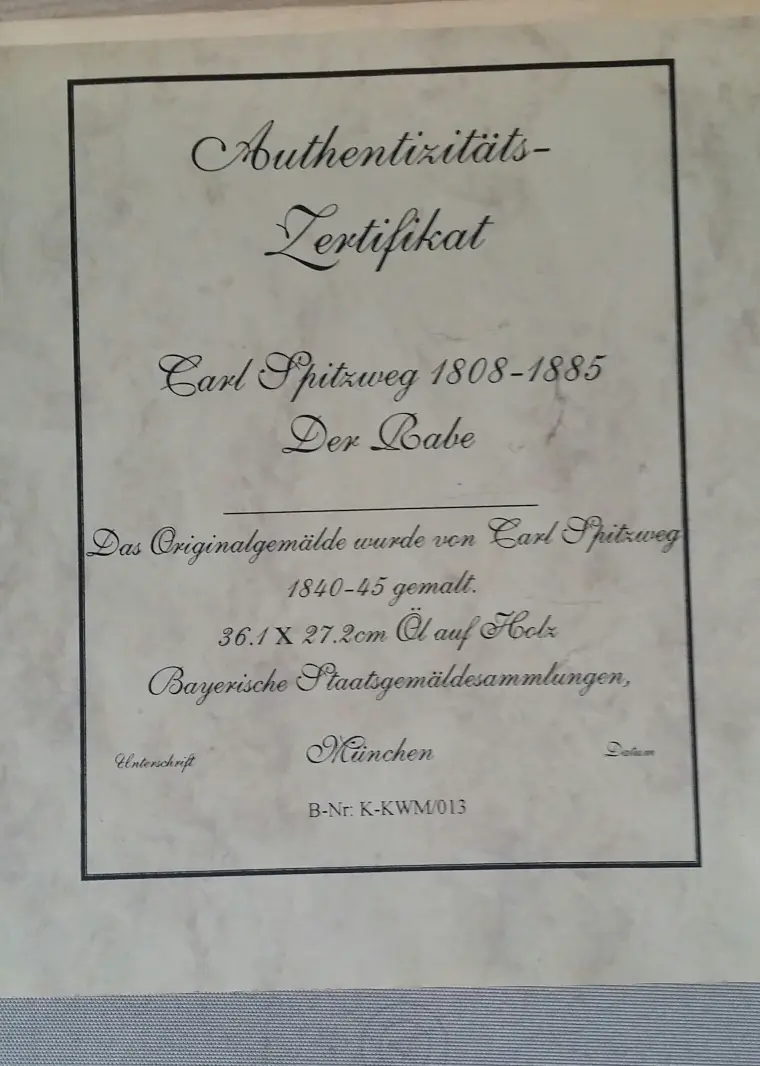 Authentizitäts-
Zertifikat
Carl Spitzweg 1808-1885
Der Rabe
Das Originalgemälde wurde von Carl Spitzweg
1840-45 gemalt.
36.1 X 27.2cm Öl auf Holz
Bayerische Staatsgemäldesammlungen,
Unterschrift München Datum
B-Nr: K-KWM/013